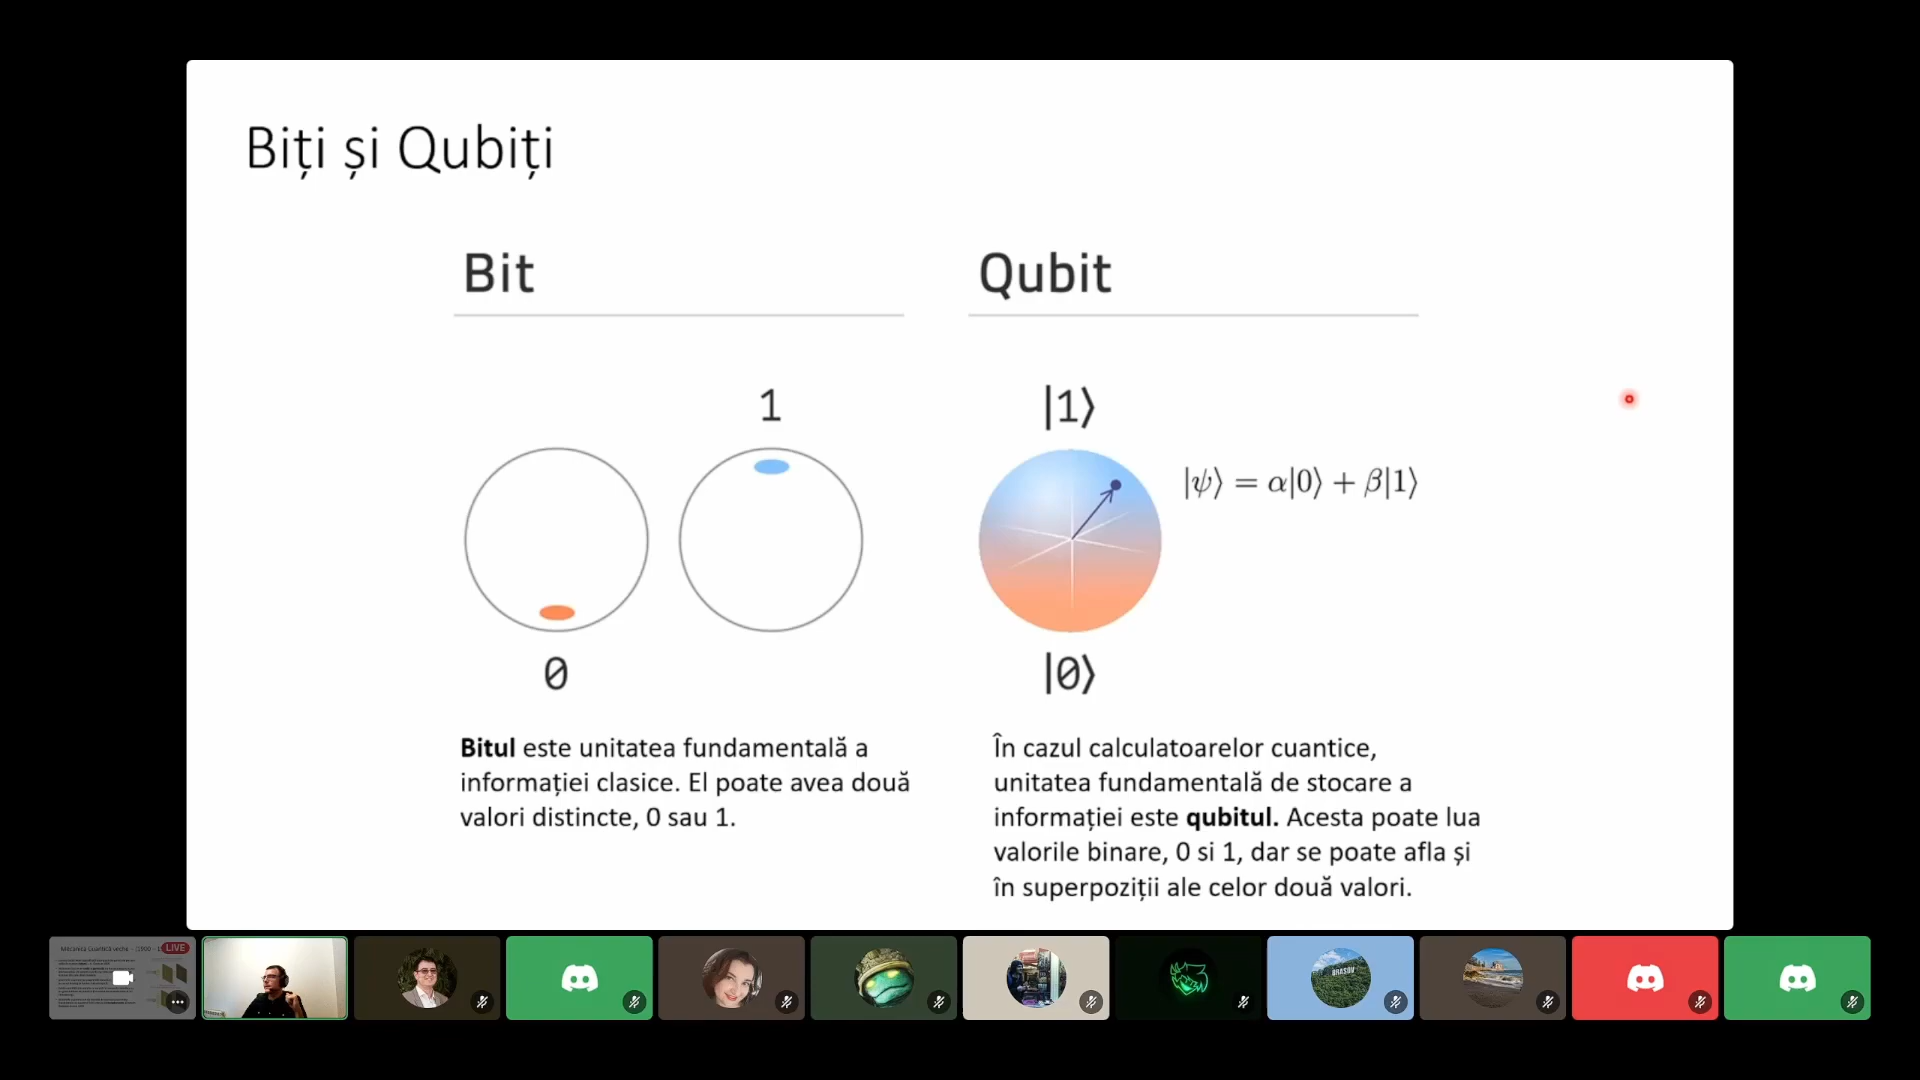 Biți și Qubiți
Bit
Qubit
1
|1⟩
|ψ⟩ = α|0⟩ + β|1⟩
0
|0⟩
Bitul este unitatea fundamentală a
informației clasice. El poate avea două
valori distincte, 0 sau 1.
În cazul calculatoarelor cuantice,
unitatea fundamentală de stocare a
informației este qubitul. Acesta poate lua
valorile binare, 0 si 1, dar se poate afla și
în superpoziții ale celor două valori.
LIVE
BRASOV